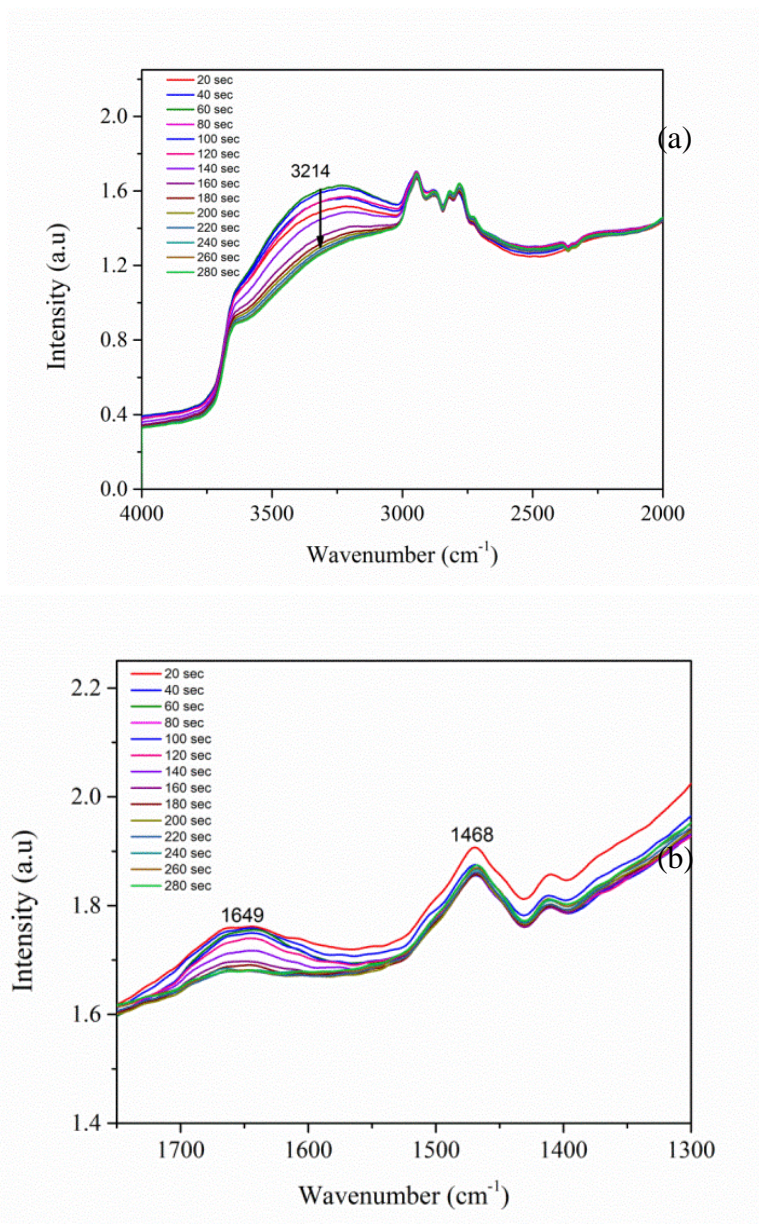 20 sec
40 sec
60 sec
80 sec
100 sec
120 sec
140 sec
160 sec
180 sec
200 sec
220 sec
240 sec
260 sec
280 sec
3214
(a)
2.0
1.6
1.2
0.8
0.4
0.0
Intensity (a.u)
4000 3500 3000 2500 2000
Wavenumber (cm-1)
20 sec
40 sec
60 sec
80 sec
100 sec
120 sec
140 sec
160 sec
180 sec
200 sec
220 sec
240 sec
260 sec
280 sec
1468
(b)
1649
2.2
2.0
1.8
1.6
1.4
Intensity (a.u)
1700 1600 1500 1400 1300
Wavenumber (cm-1)